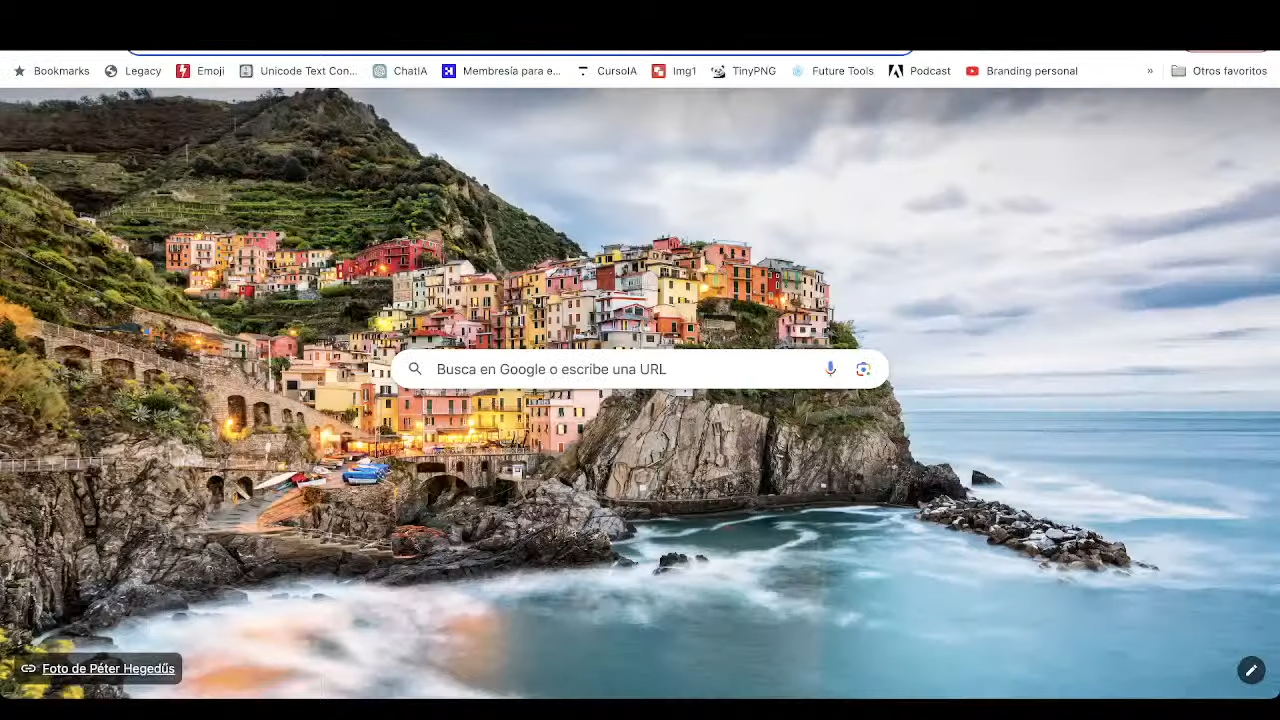 Bookmarks Legacy Emoji Unicode Text Con... ChatIA Membresía para e... CursoIA Img1 TinyPNG Future Tools Podcast Branding personal » Otros favoritos
Busca en Google o escribe una URL
Foto de Péter Hegedűs